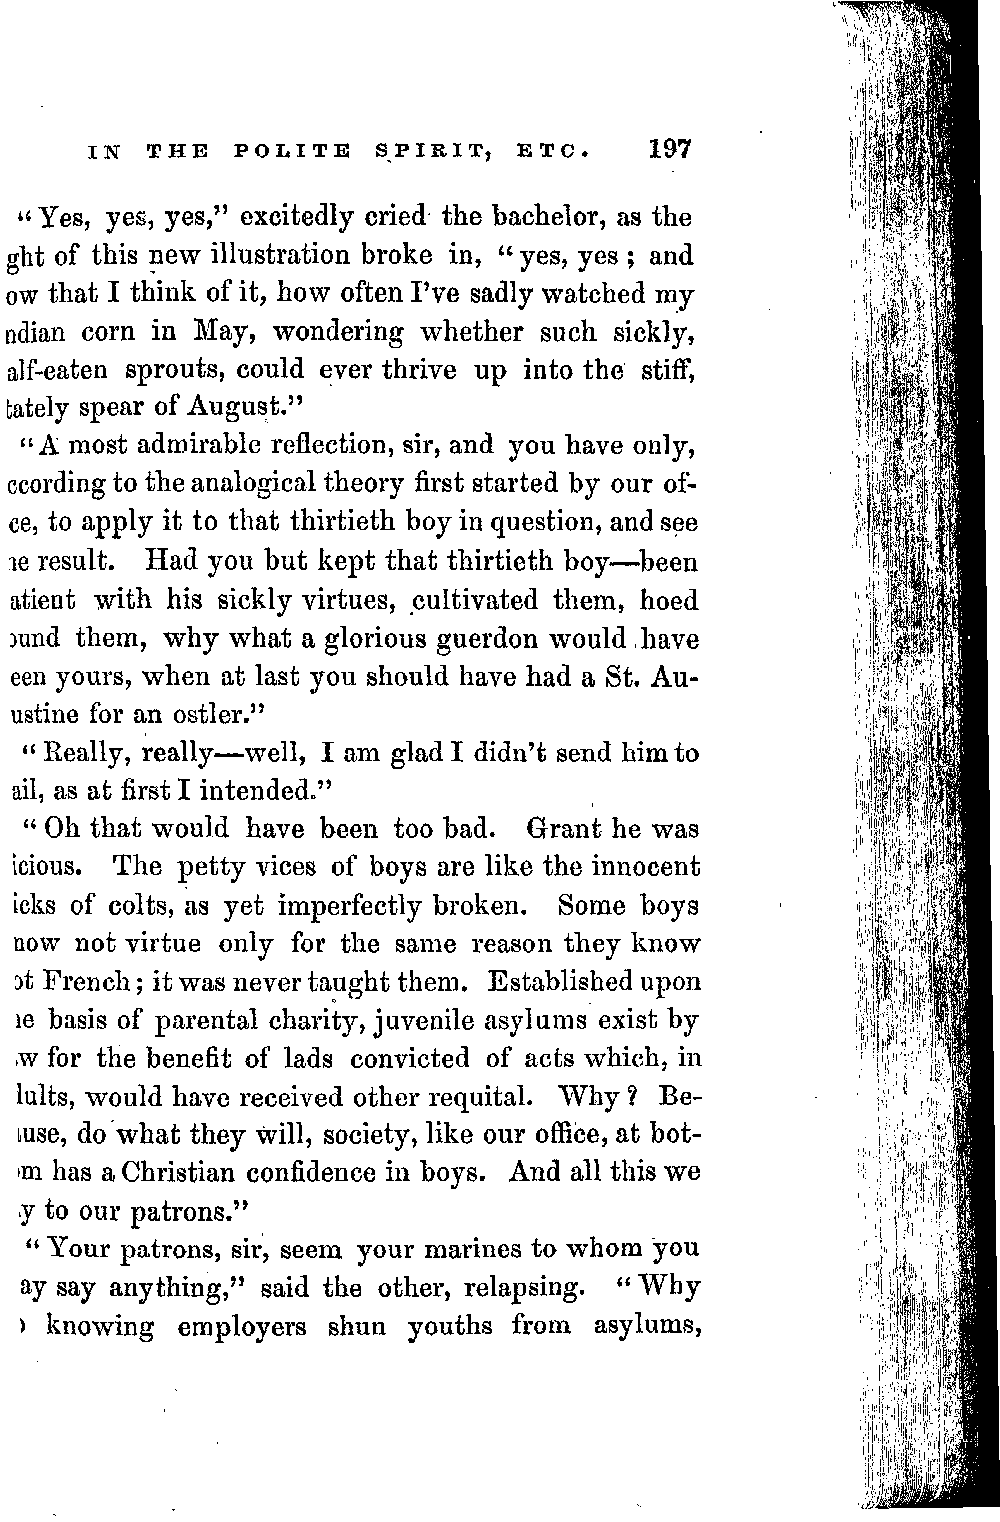 IN THE POLITE SPIRIT, ETC. 197
"Yes, yes, yes," excitedly cried the bachelor, as the
ght of this new illustration broke in, "yes, yes; and
ow that I think of it, how often I've sadly watched my
ndian corn in May, wondering whether such sickly,
alf-eaten sprouts, could ever thrive up into the stiff,
tately spear of August."
"A most admirable reflection, sir, and you have only,
ccording to the analogical theory first started by our of-
ce, to apply it to that thirtieth boy in question, and see
e result. Had you but kept that thirtieth boy—been
atient with his sickly virtues, cultivated them, hoed
und them, why what a glorious guerdon would have
een yours, when at last you should have had a St. Au-
ustine for an ostler."
"Really, really—well, I am glad I didn't send him to
ail, as at first I intended."
"Oh that would have been too bad. Grant he was
icious. The petty vices of boys are like the innocent
icks of colts, as yet imperfectly broken. Some boys
now not virtue only for the same reason they know
t French; it was never taught them. Established upon
e basis of parental charity, juvenile asylums exist by
w for the benefit of lads convicted of acts which, in
lults, would have received other requital. Why? Be-
use, do what they will, society, like our office, at bot-
m has a Christian confidence in boys. And all this we
y to our patrons."
"Your patrons, sir, seem your marines to whom you
ay say anything," said the other, relapsing. "Why
knowing employers shun youths from asylums,